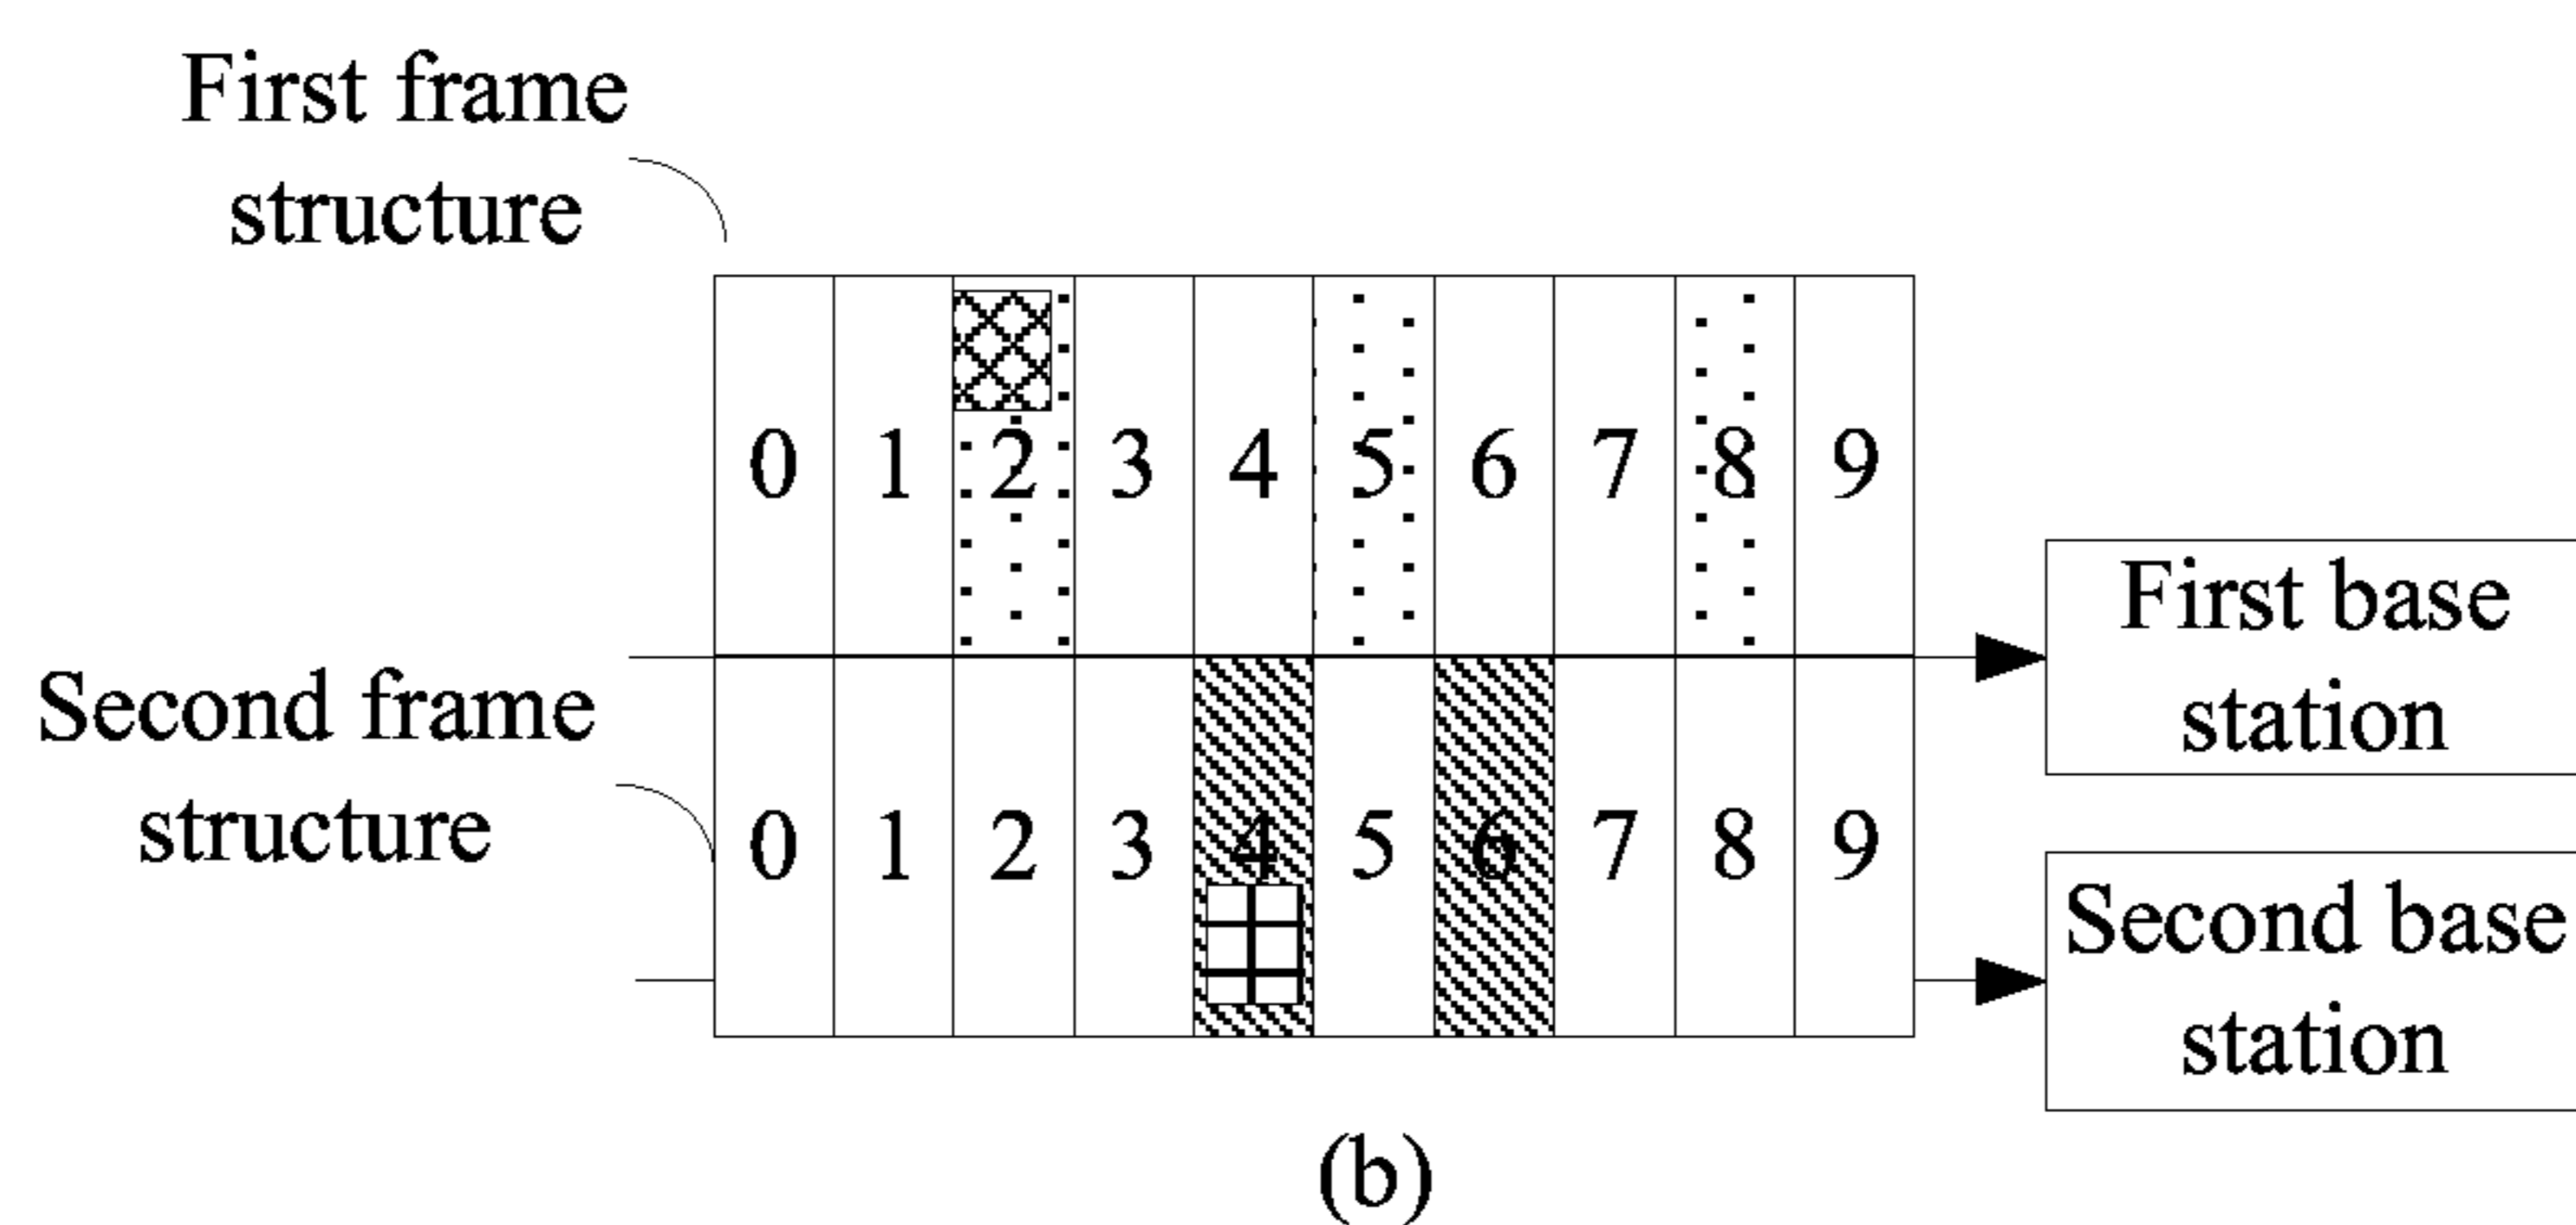 First frame
structure
0 1 2 3 4 5 6 7 8 9
First base
station
Second frame
structure
0 1 2 3 4 5 6 7 8 9
Second base
station
(b)